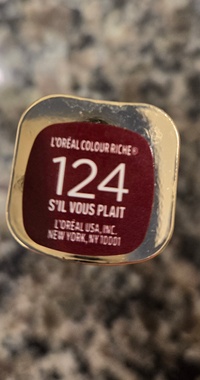 L'ORÉAL COLOUR RICHE®
124
S'IL VOUS PLAIT
L'ORÉAL USA, INC.
NEW YORK, NY 10001